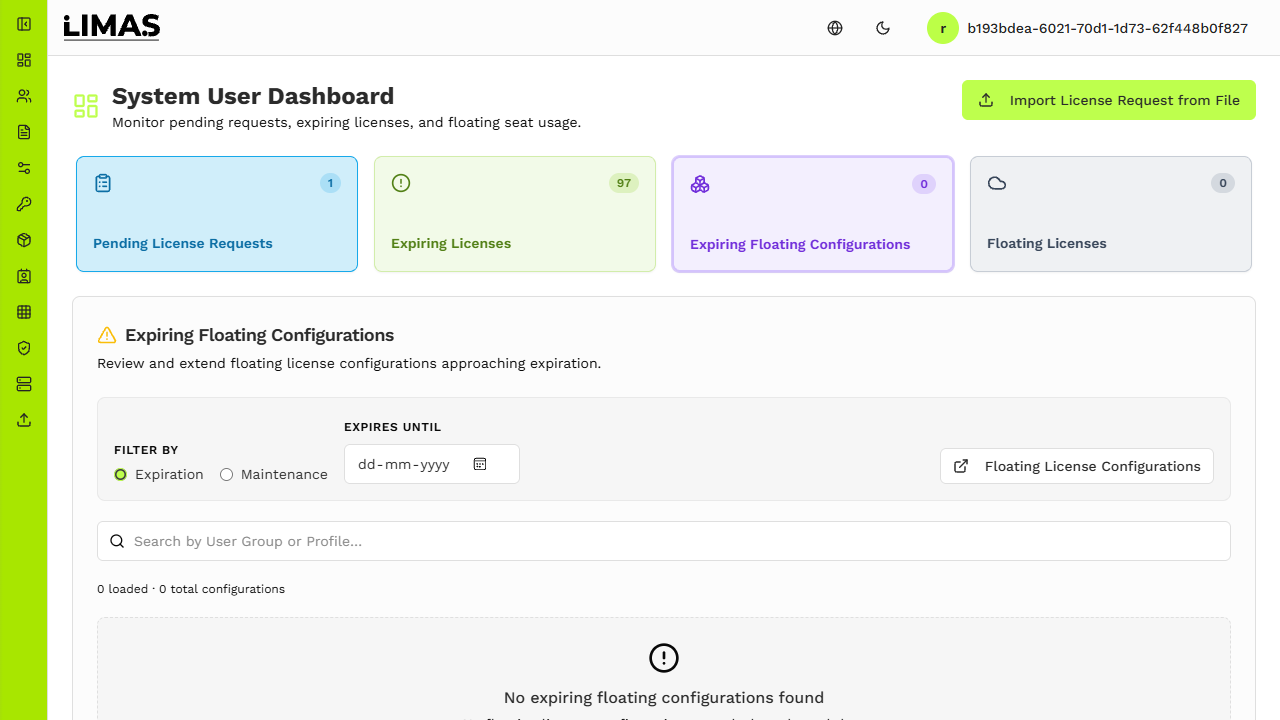 LIMAS
r
b193bdea-6021-70d1-1d73-62f448b0f827
System User Dashboard
Monitor pending requests, expiring licenses, and floating seat usage.
Import License Request from File
1
Pending License Requests
97
Expiring Licenses
0
Expiring Floating Configurations
0
Floating Licenses
Expiring Floating Configurations
Review and extend floating license configurations approaching expiration.
FILTER BY
Expiration
Maintenance
EXPIRES UNTIL
dd-mm-yyyy
Floating License Configurations
Search by User Group or Profile...
0 loaded · 0 total configurations
No expiring floating configurations found